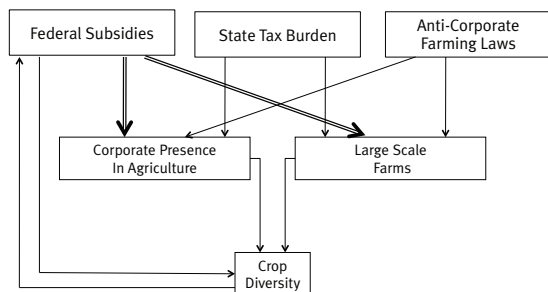 Federal Subsidies
State Tax Burden
Anti-Corporate
Farming Laws
Corporate Presence
In Agriculture
Large Scale
Farms
Crop
Diversity